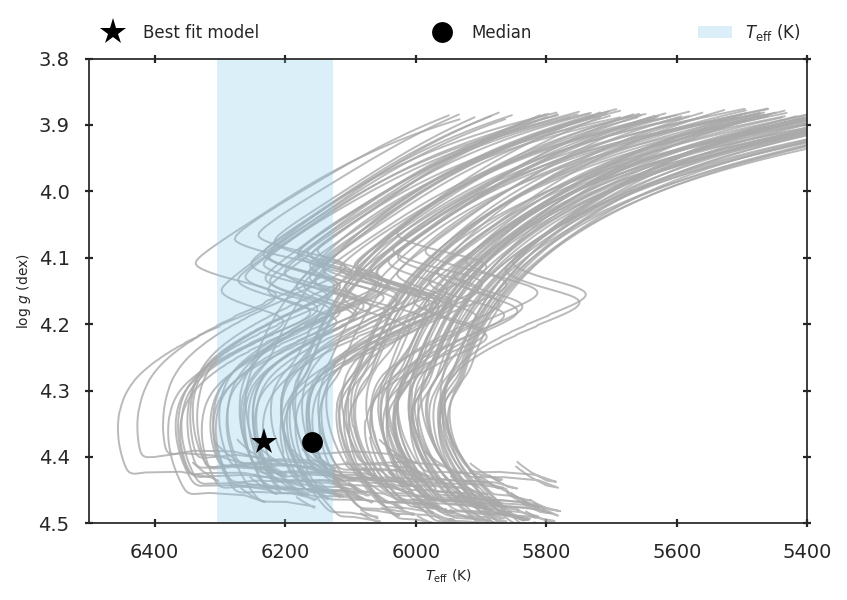 Best fit model Median T_eff (K)
3.8
3.9
4.0
4.1
4.2
4.3
4.4
4.5
log g (dex)
6400 6200 6000 5800 5600 5400
T_eff (K)